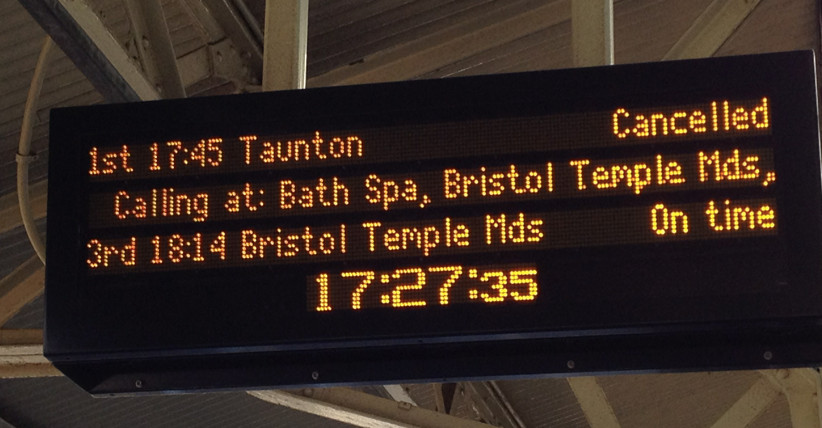 1st 17:45 Taunton Cancelled
Calling at: Bath Spa, Bristol Temple Mds,
3rd 18:14 Bristol Temple Mds On time
17:27:35